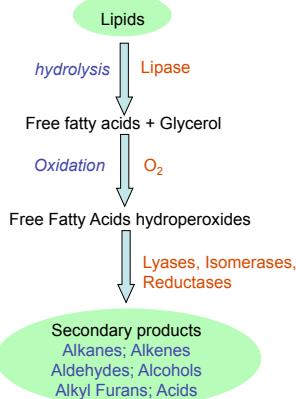 Lipids
hydrolysis Lipase
Free fatty acids + Glycerol
Oxidation O₂
Free Fatty Acids hydroperoxides
Lyases, Isomerases,
Reductases
Secondary products
Alkanes; Alkenes
Aldehydes; Alcohols
Alkyl Furans; Acids